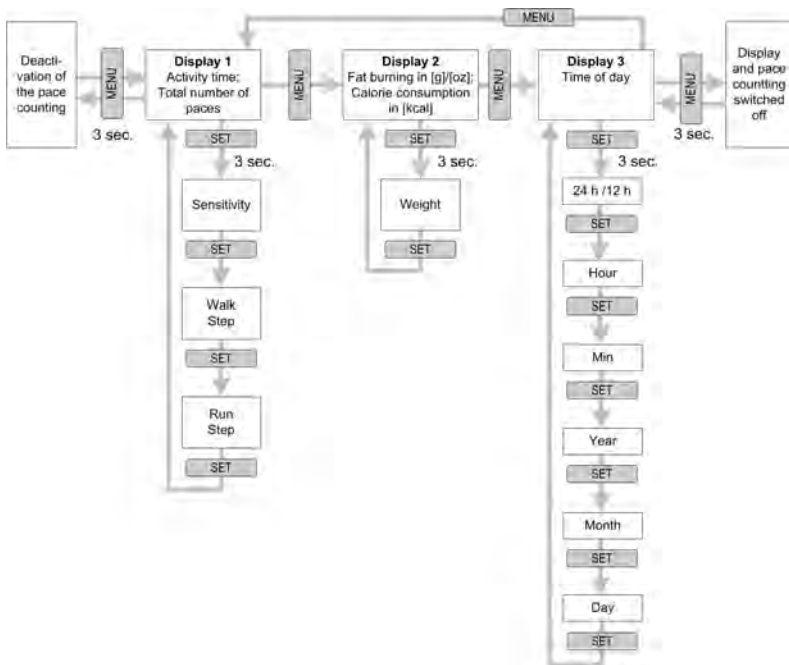 MENU
Deacti-
vation of
the pace
counting
MENU
3 sec.
Display 1
Activity time;
Total number of
paces
MENU
Display 2
Fat burning in [g]/[oz];
Calorie consumption
in [kcal]
MENU
Display 3
Time of day
MENU
3 sec.
Display
and pace
countling
switched
off
SET
3 sec.
Sensitivity
SET
Walk
Step
SET
Run
Step
SET
SET
3 sec.
Weight
SET
SET
3 sec.
24 h /12 h
SET
Hour
SET
Min
SET
Year
SET
Month
SET
Day
SET